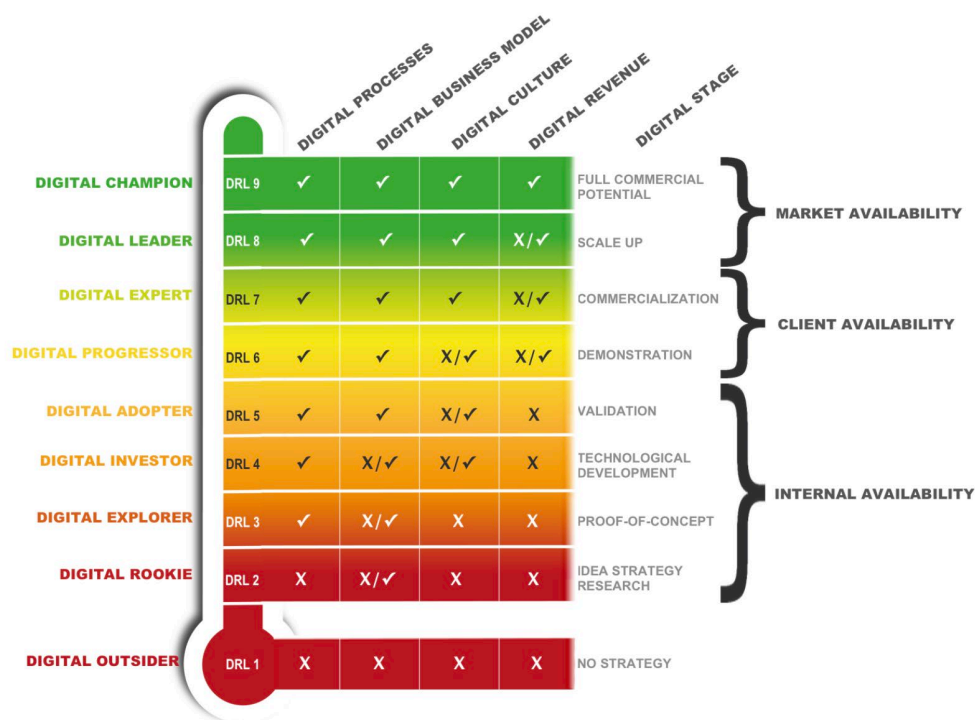 DIGITAL PROCESSES
DIGITAL BUSINESS MODEL
DIGITAL CULTURE
DIGITAL REVENUE
DIGITAL STAGE
DIGITAL CHAMPION DRL 9 ✓ ✓ ✓ ✓ FULL COMMERCIAL
POTENTIAL
MARKET AVAILABILITY
DIGITAL LEADER DRL 8 ✓ ✓ ✓ X/✓ SCALE UP
DIGITAL EXPERT DRL 7 ✓ ✓ ✓ X/✓ COMMERCIALIZATION
CLIENT AVAILABILITY
DIGITAL PROGRESSOR DRL 6 ✓ ✓ X/✓ X/✓ DEMONSTRATION
DIGITAL ADOPTER DRL 5 ✓ ✓ X/✓ X VALIDATION
DIGITAL INVESTOR DRL 4 ✓ X/✓ X/✓ X TECHNOLOGICAL
DEVELOPMENT
INTERNAL AVAILABILITY
DIGITAL EXPLORER DRL 3 ✓ X/✓ X X PROOF-OF-CONCEPT
DIGITAL ROOKIE DRL 2 X X/✓ X X IDEA STRATEGY
RESEARCH
DIGITAL OUTSIDER DRL 1 X X X X NO STRATEGY